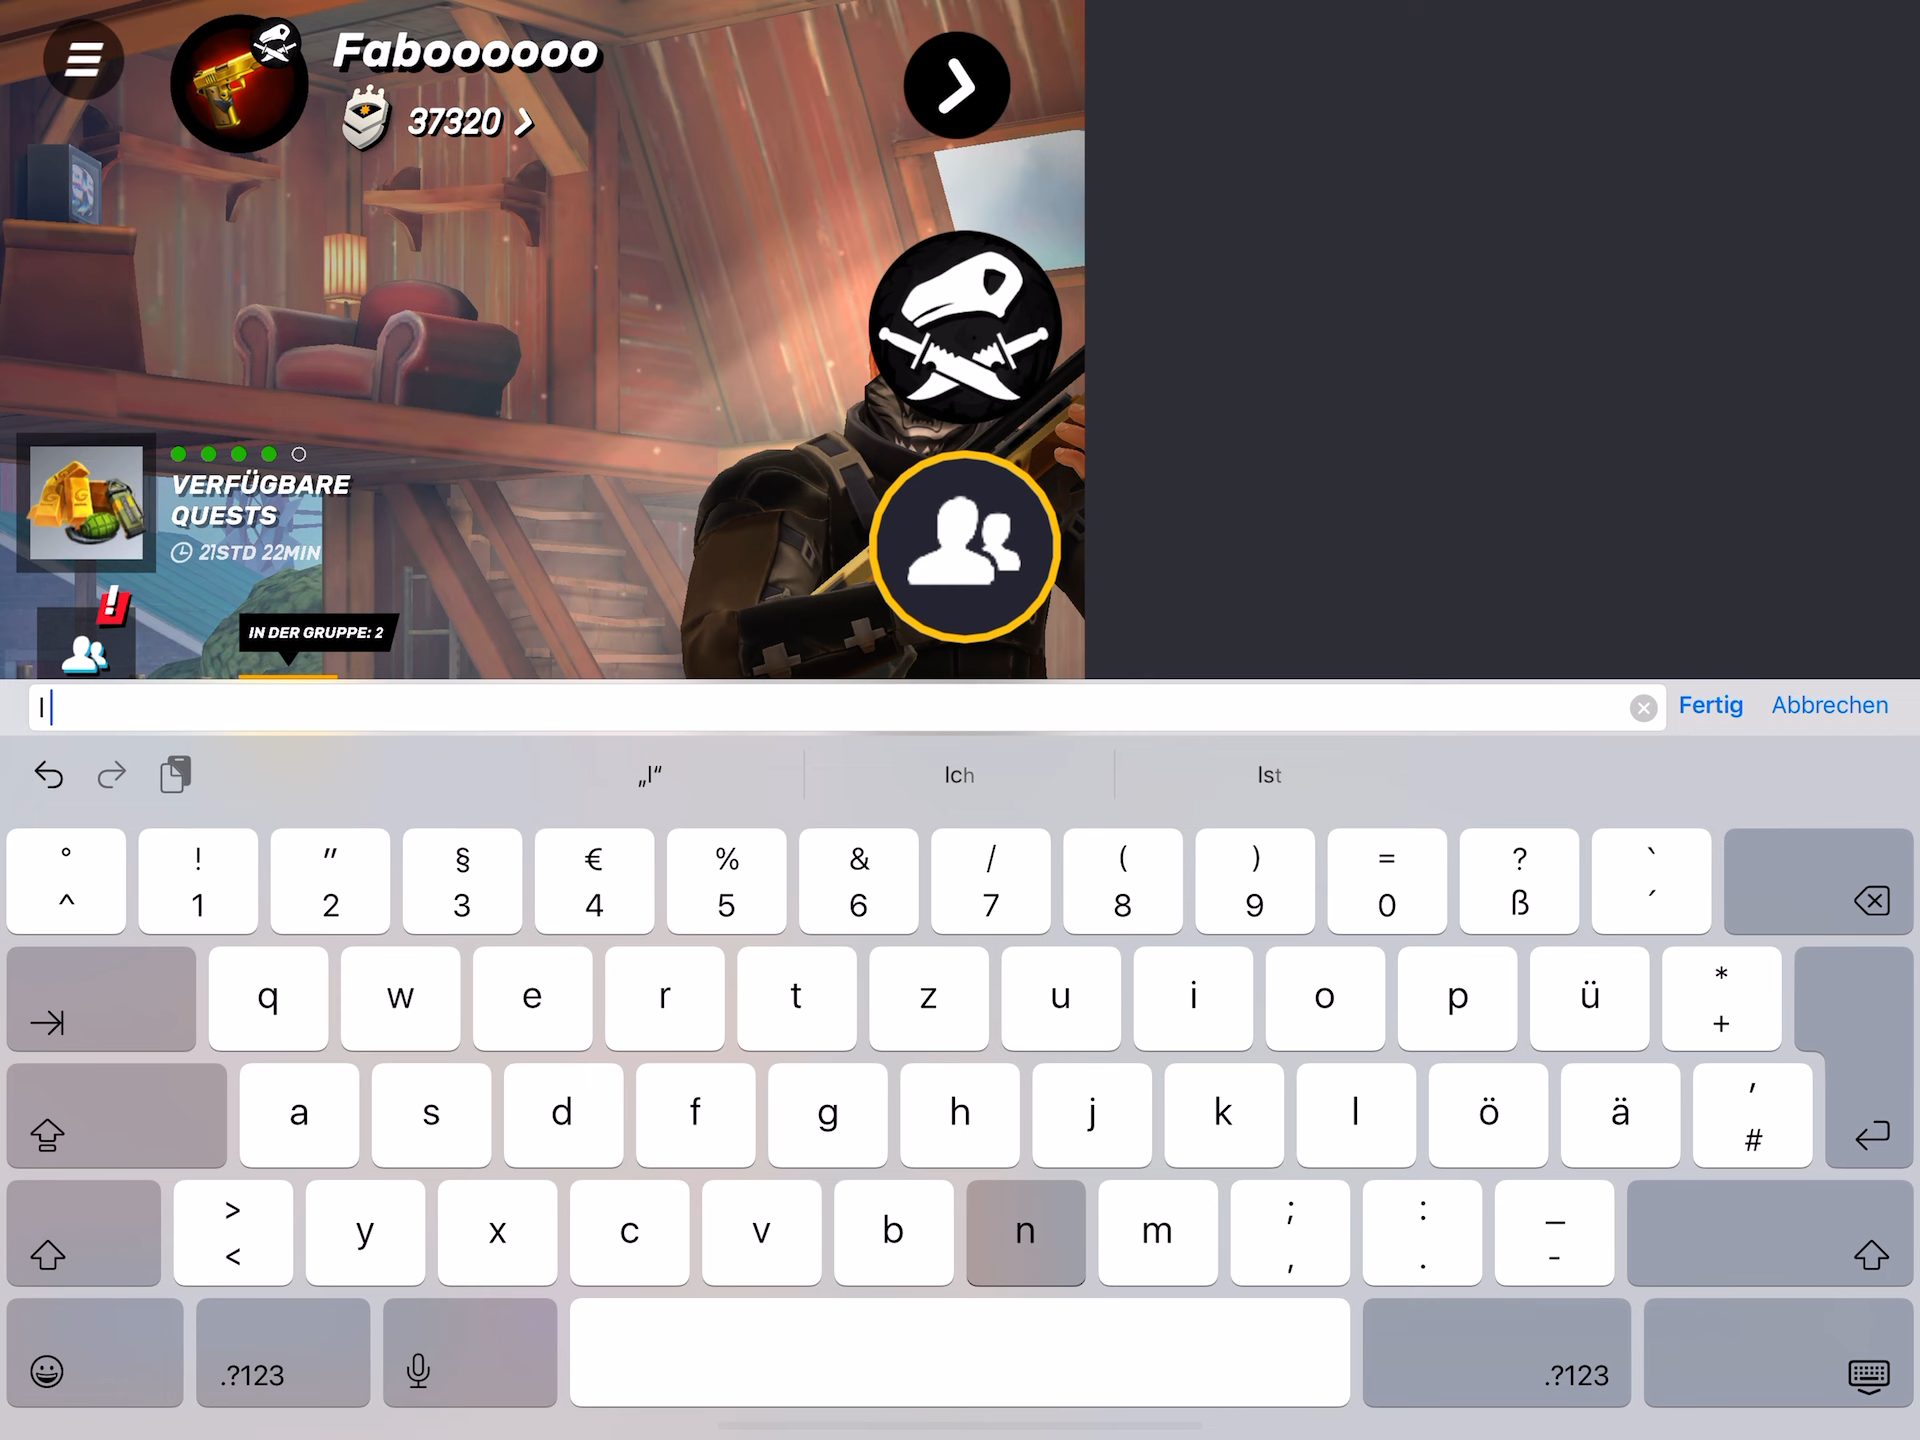 Faboooooo
37320
VERFÜGBARE
QUESTS
21STD 22MIN
!
IN DER GRUPPE: 2
I
Fertig
Abbrechen
„I“
Ich
Ist
° ! " § € % & / ( ) = ? `
^ 1 2 3 4 5 6 7 8 9 0 ß ´
q w e r t z u i o p ü * +
a s d f g h j k l ö ä ' #
> < y x c v b n m ; , : . _ -
.?123
.?123